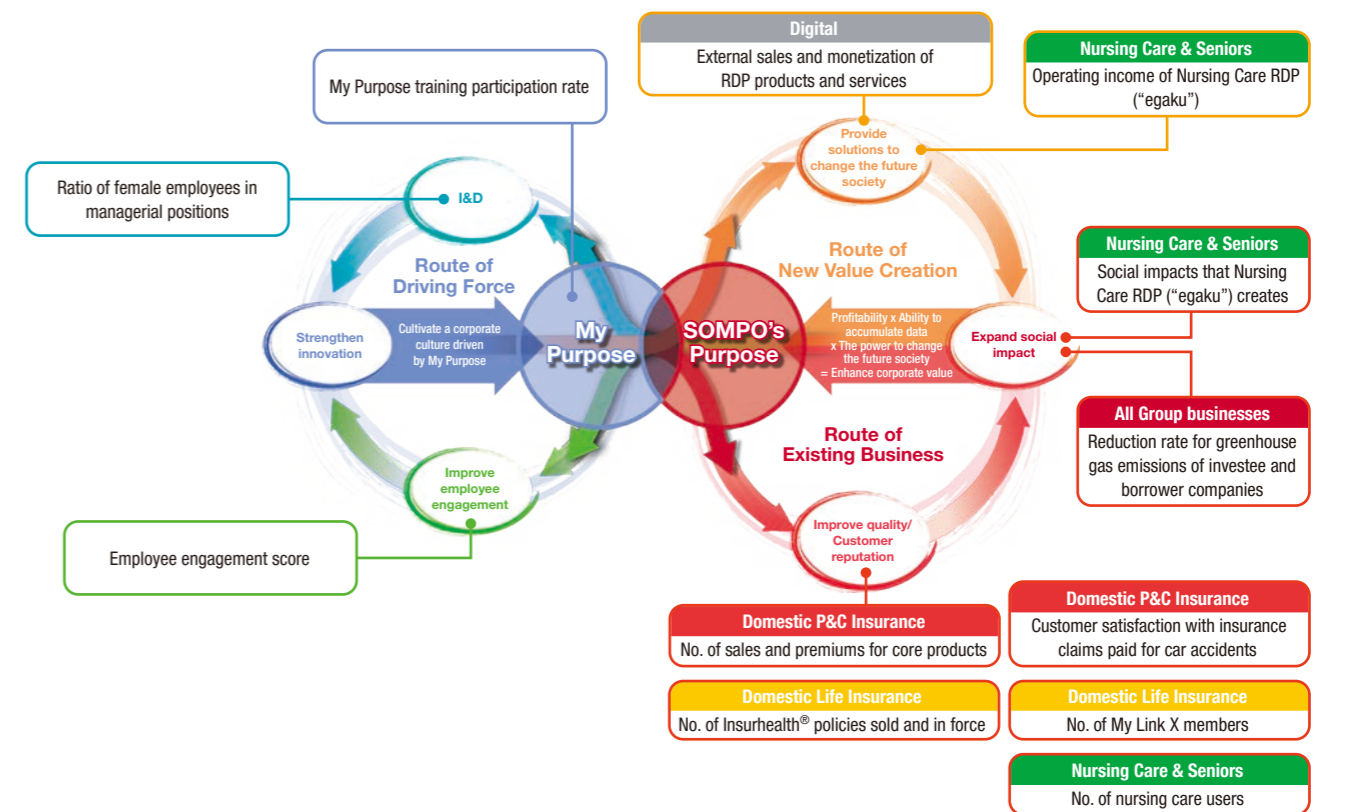 Digital
External sales and monetization of
RDP products and services
Nursing Care & Seniors
Operating income of Nursing Care RDP
(“egaku”)
My Purpose training participation rate
Ratio of female employees in
managerial positions
I&D
Provide
solutions to
change the future
society
Route of
Driving Force
Route of
New Value Creation
Nursing Care & Seniors
Social impacts that Nursing
Care RDP (“egaku”) creates
Strengthen
innovation
Cultivate a corporate
culture driven
by My Purpose
My
Purpose
SOMPO’s
Purpose
Profitability x Ability to
accumulate data
x The power to change
the future society
= Enhance corporate value
Expand social
impact
All Group businesses
Reduction rate for greenhouse
gas emissions of investee and
borrower companies
Route of
Existing Business
Improve
employee
engagement
Employee engagement score
Improve quality/
Customer
reputation
Domestic P&C Insurance
No. of sales and premiums for core products
Domestic P&C Insurance
Customer satisfaction with insurance
claims paid for car accidents
Domestic Life Insurance
No. of Insurhealth® policies sold and in force
Domestic Life Insurance
No. of My Link X members
Nursing Care & Seniors
No. of nursing care users